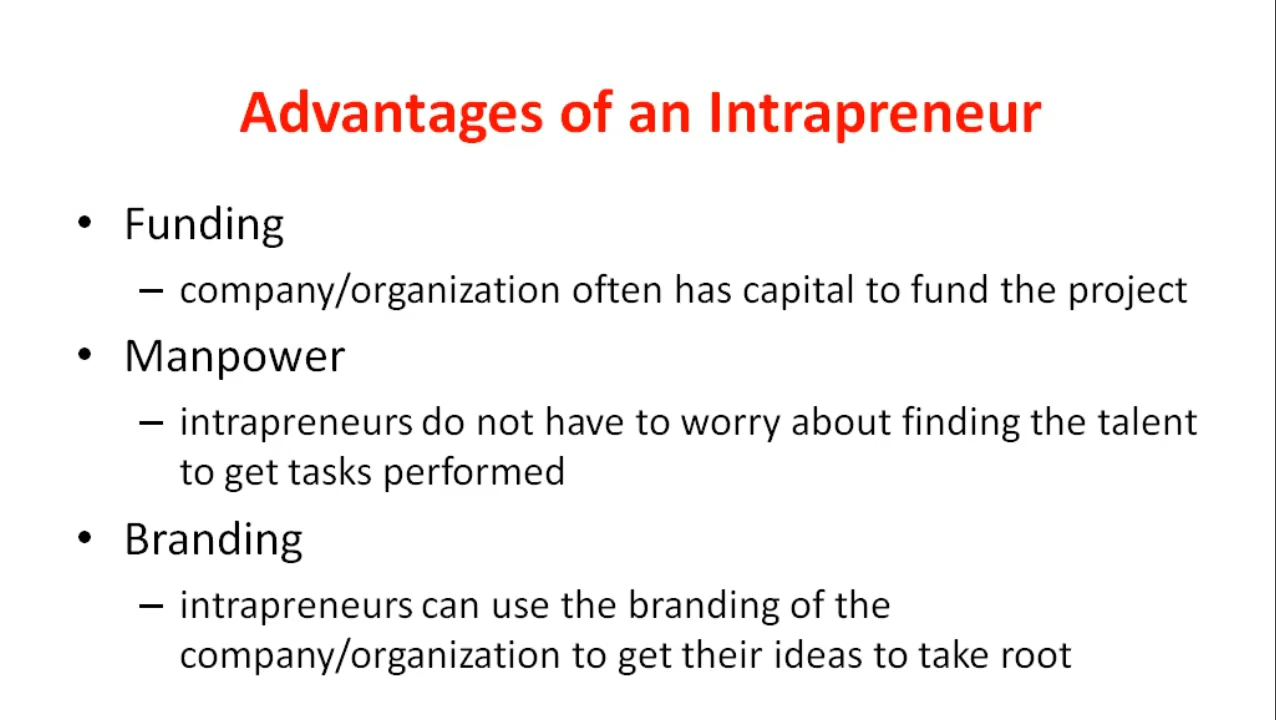 Advantages of an Intrapreneur
• Funding
– company/organization often has capital to fund the project
• Manpower
– intrapreneurs do not have to worry about finding the talent
to get tasks performed
• Branding
– intrapreneurs can use the branding of the
company/organization to get their ideas to take root